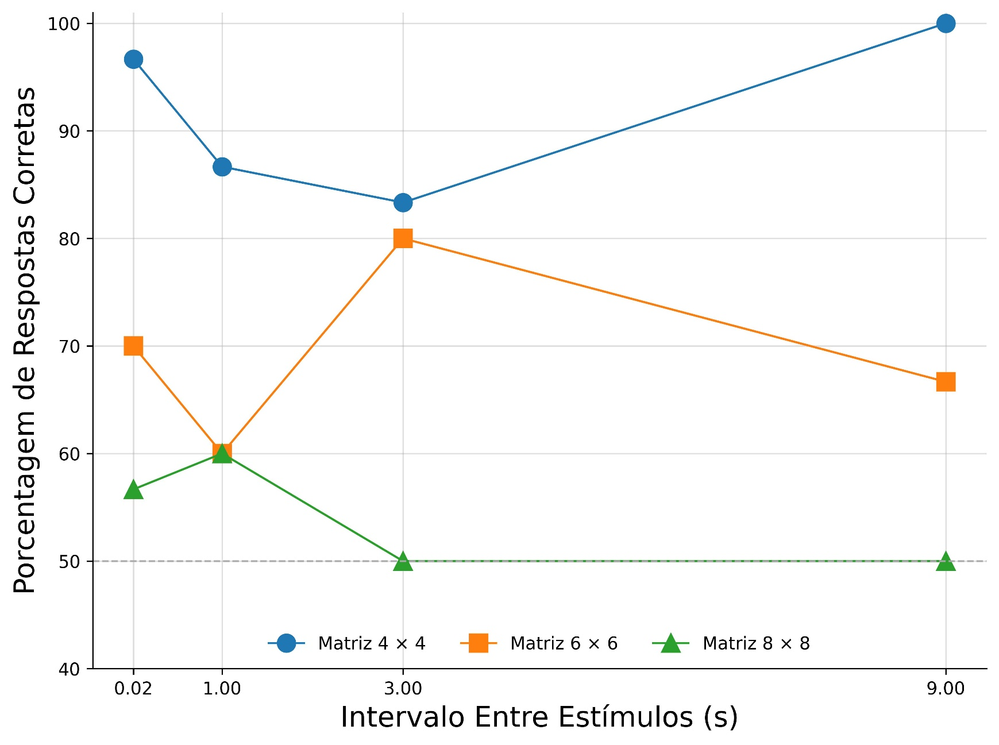 Porcentagem de Respostas Corretas
100
90
80
70
60
50
40
Matriz 4 × 4
Matriz 6 × 6
Matriz 8 × 8
0.02
1.00
3.00
9.00
Intervalo Entre Estímulos (s)